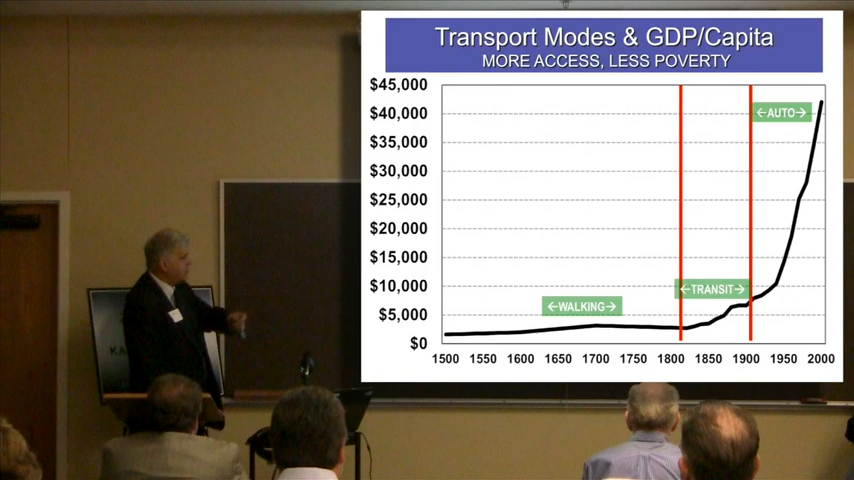 Transport Modes & GDP/Capita
MORE ACCESS, LESS POVERTY
$45,000
$40,000
$35,000
$30,000
$25,000
$20,000
$15,000
$10,000
$5,000
$0
←AUTO→
←TRANSIT→
←WALKING→
1500 1550 1600 1650 1700 1750 1800 1850 1900 1950 2000
KA